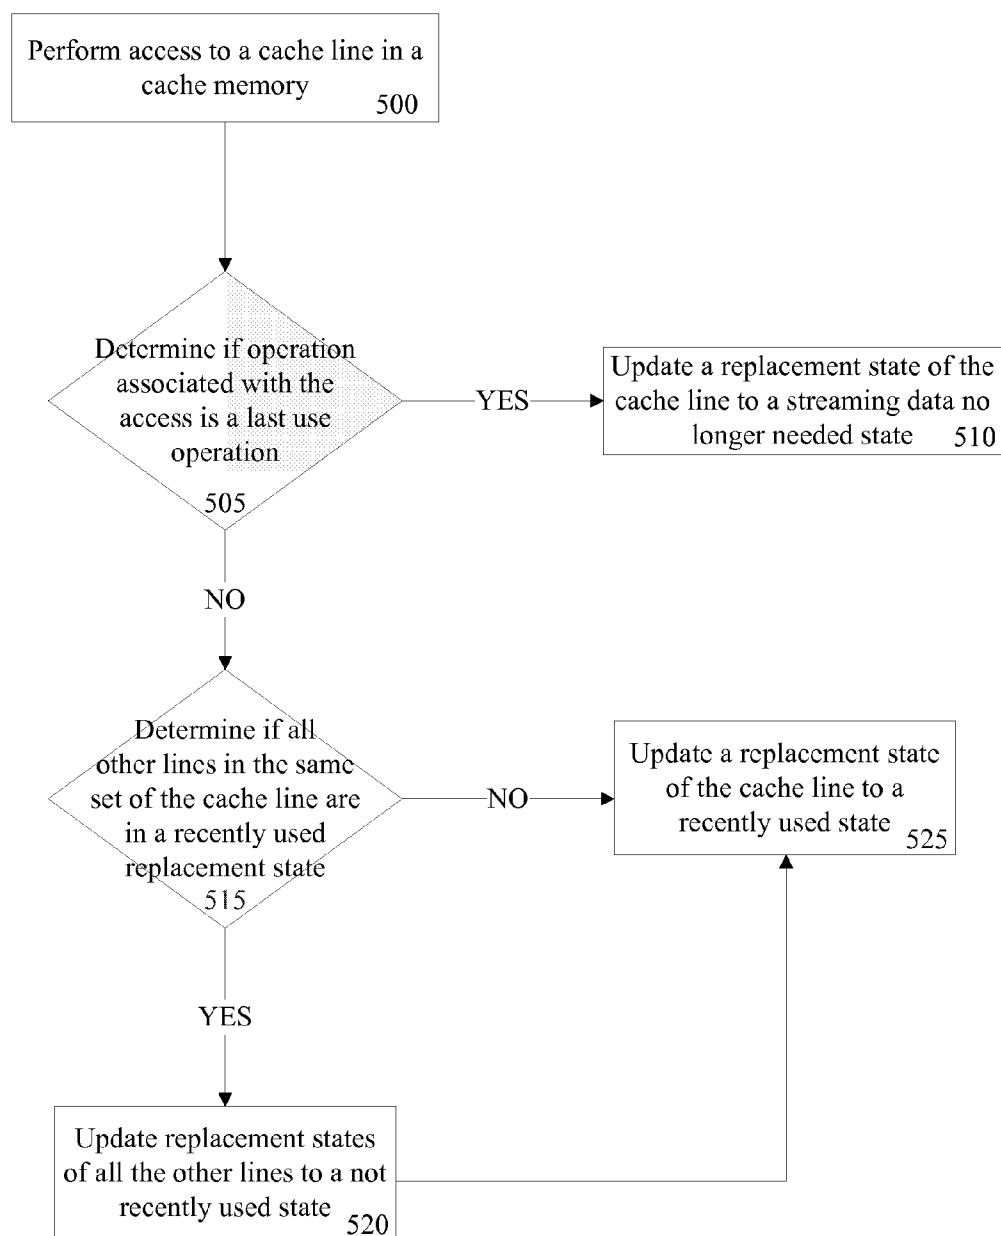 Perform access to a cache line in a
cache memory
500
Determine if operation
associated with the
access is a last use
operation
505
YES
Update a replacement state of the
cache line to a streaming data no
longer needed state
510
NO
Determine if all
other lines in the same
set of the cache line are
in a recently used
replacement state
515
NO
Update a replacement state
of the cache line to a
recently used state
525
YES
Update replacement states
of all the other lines to a not
recently used state
520